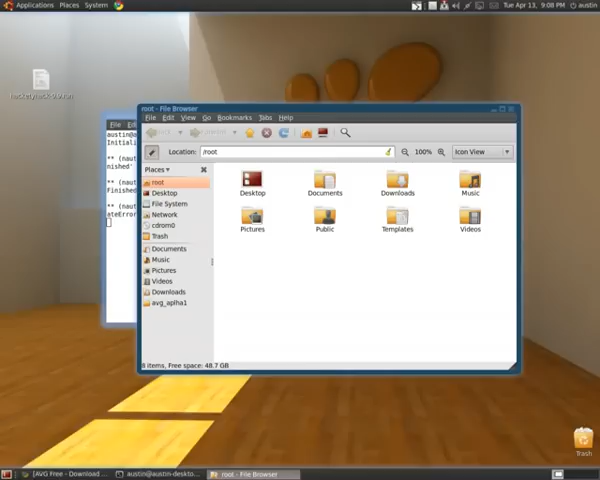 Applications Places System
Tue Apr 13, 9:08 PM austin
root - File Browser
File Edit View Go Bookmarks Tabs Help
Location: /root
100%
Icon View
Places
root
Desktop
File System
Network
cdrom0
Trash
Documents
Music
Pictures
Videos
Downloads
avg_aplha1
Desktop Documents Downloads Music
Pictures Public Templates Videos
8 items, Free space: 48.7 GB
File Ed
austin@a
Initiali
** (naut
nished'
** (naut
Finished
** (naut
ateError
Trash
[AVG Free - Download ...
austin@austin-deskto...
root - File Browser